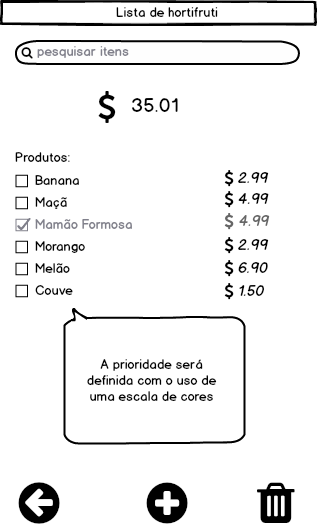 Lista de hortifruti
pesquisar itens
$ 35.01
Produtos:
Banana $ 2.99
Maçã $ 4.99
Mamão Formosa $ 4.99
Morango $ 2.99
Melão $ 6.90
Couve $ 1.50
A prioridade será
definida com o uso de
uma escala de cores